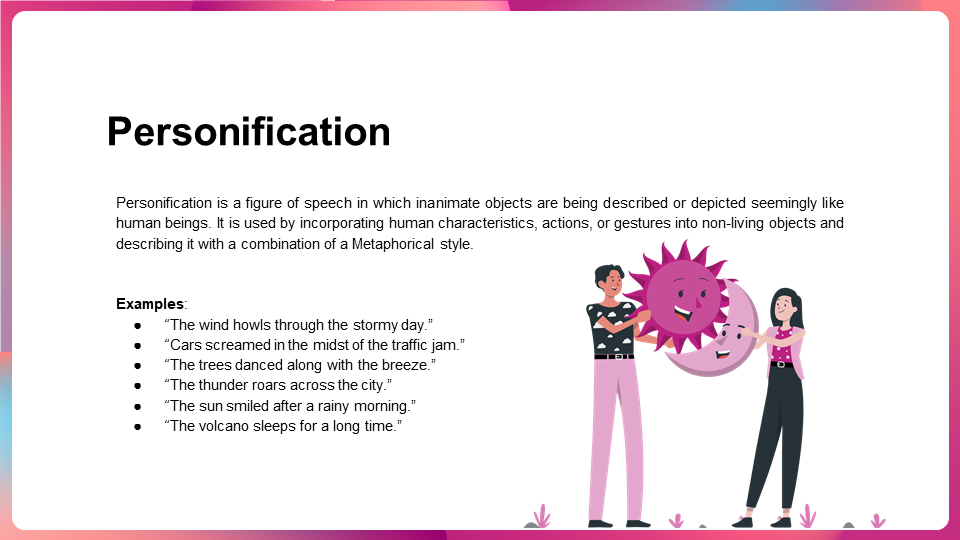 Personification
Personification is a figure of speech in which inanimate objects are being described or depicted seemingly like
human beings. It is used by incorporating human characteristics, actions, or gestures into non-living objects and
describing it with a combination of a Metaphorical style.
Examples:
● “The wind howls through the stormy day.”
● “Cars screamed in the midst of the traffic jam.”
● “The trees danced along with the breeze.”
● “The thunder roars across the city.”
● “The sun smiled after a rainy morning.”
● “The volcano sleeps for a long time.”